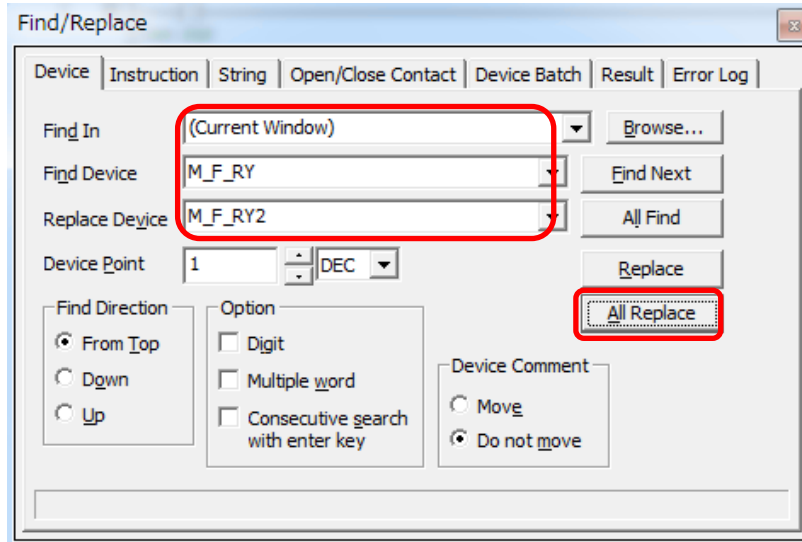 Find/Replace
Device Instruction String Open/Close Contact Device Batch Result Error Log
Find In (Current Window) Browse...
Find Device M_F_RY Find Next
Replace Device M_F_RY2 All Find
Device Point 1 DEC Replace
All Replace
Find Direction Option
From Top Digit
Down Multiple word
Up Consecutive search
with enter key
Device Comment
Move
Do not move